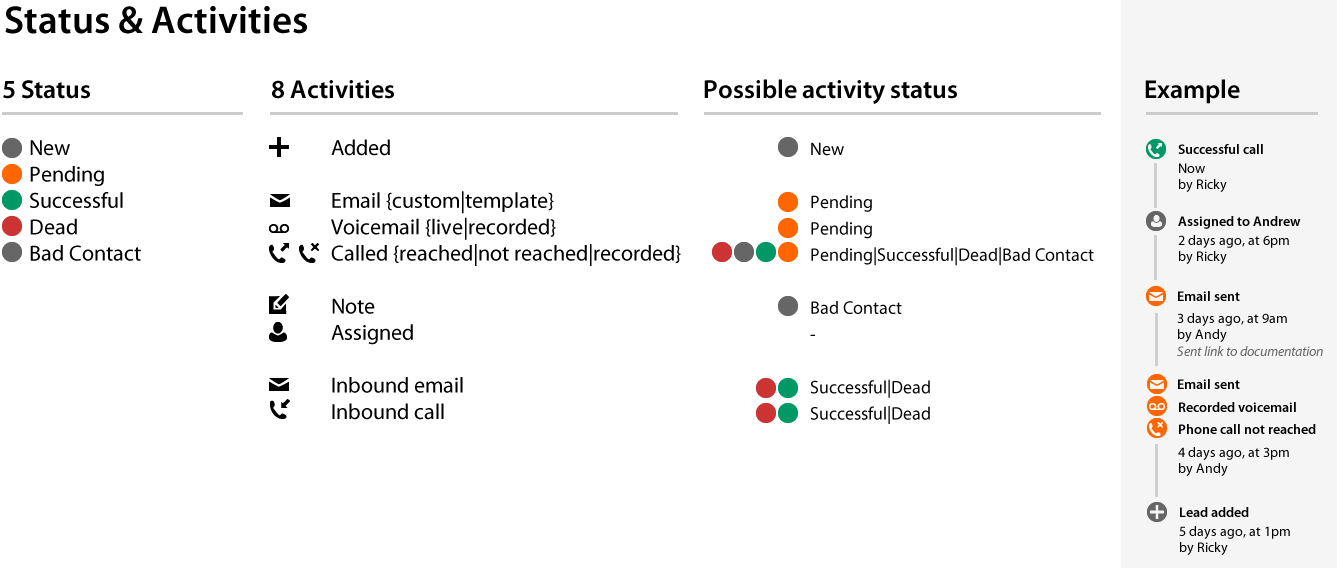 Status & Activities
5 Status
New
Pending
Successful
Dead
Bad Contact
8 Activities
Added
Email {custom|template}
Voicemail {live|recorded}
Called {reached|not reached|recorded}
Note
Assigned
Inbound email
Inbound call
Possible activity status
New
Pending
Pending
Pending|Successful|Dead|Bad Contact
Bad Contact
-
Successful|Dead
Successful|Dead
Example
Successful call
Now
by Ricky
Assigned to Andrew
2 days ago, at 6pm
by Ricky
Email sent
3 days ago, at 9am
by Andy
Sent link to documentation
Email sent
Recorded voicemail
Phone call not reached
4 days ago, at 3pm
by Andy
Lead added
5 days ago, at 1pm
by Ricky